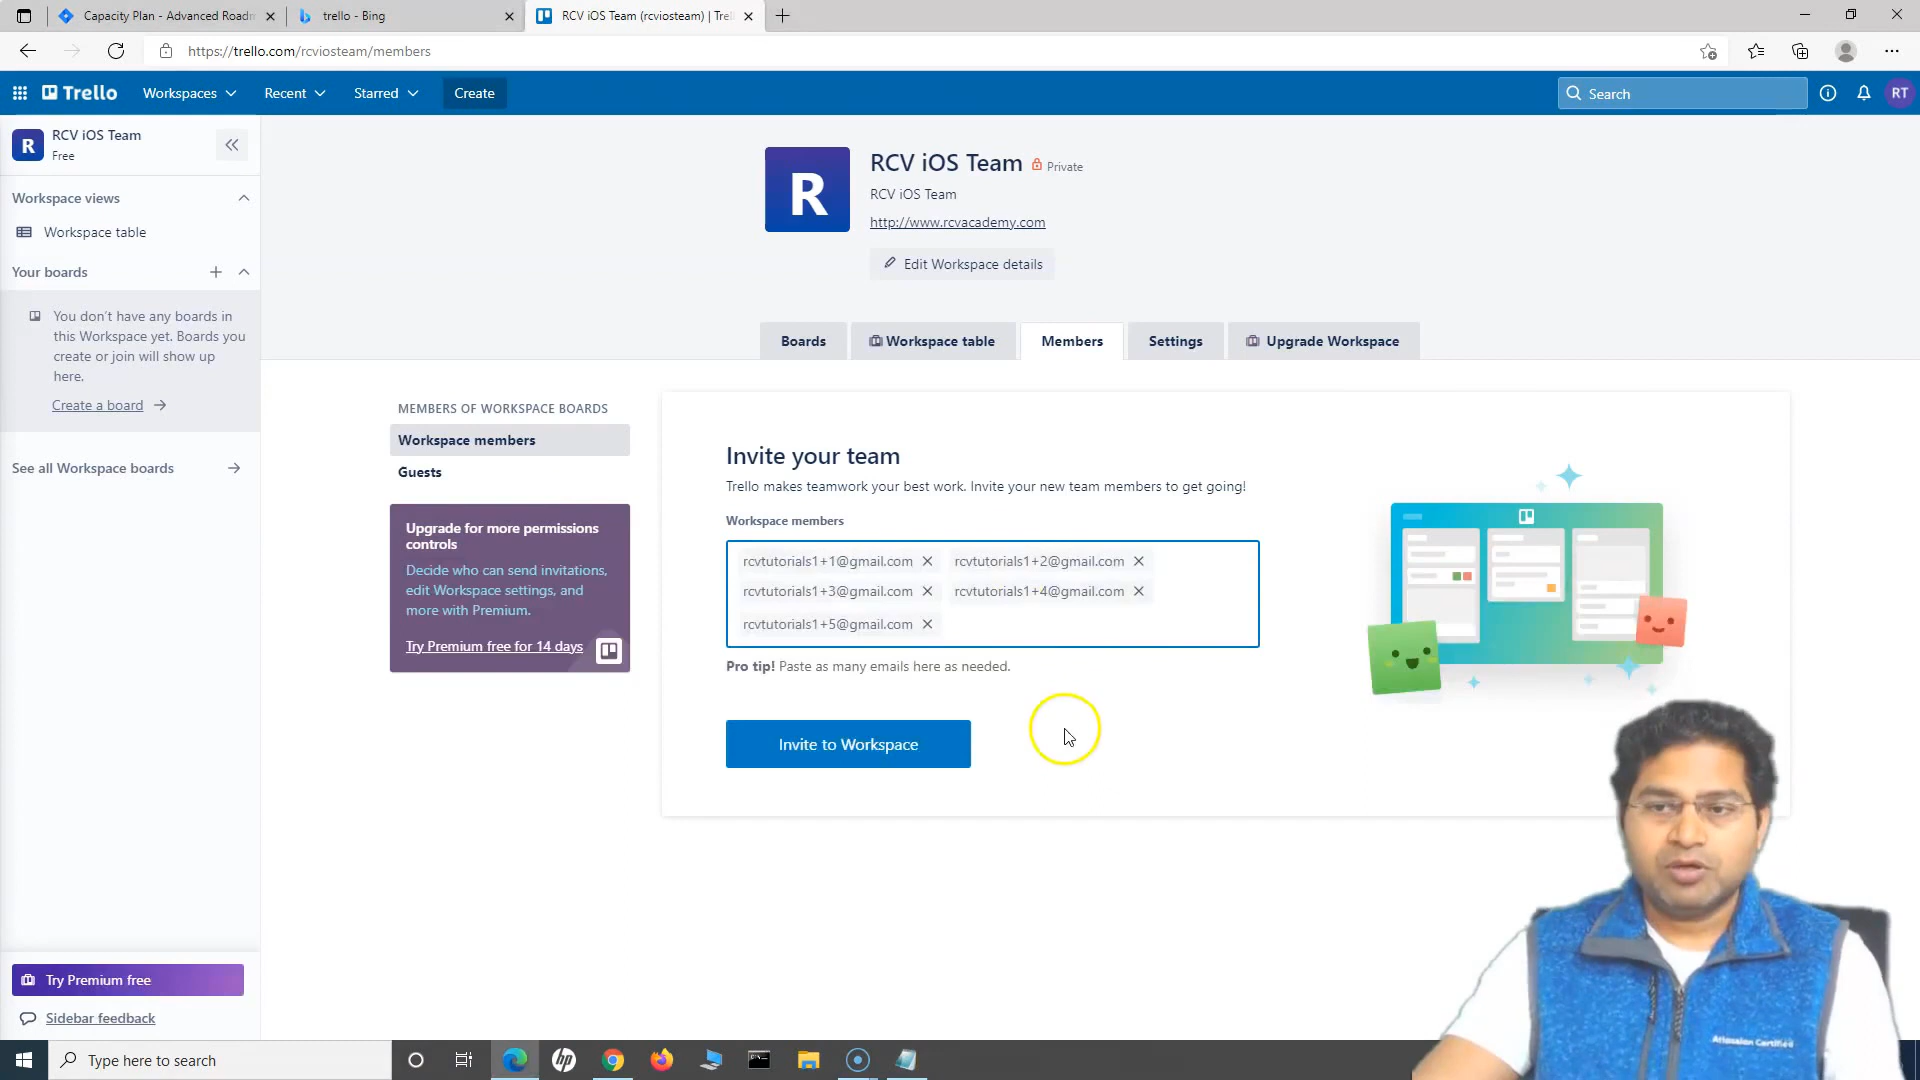 Capacity Plan - Advanced Roadm
trello - Bing
RCV iOS Team (rcviosteam) | Trel
https://trello.com/rcviosteam/members
Trello
Workspaces
Recent
Starred
Create
Search
RT
R
RCV iOS Team
Free
Workspace views
Workspace table
Your boards
You don't have any boards in
this Workspace yet. Boards you
create or join will show up
here.
Create a board
See all Workspace boards
Try Premium free
Sidebar feedback
R
RCV iOS Team
Private
RCV iOS Team
http://www.rcvacademy.com
Edit Workspace details
Boards
Workspace table
Members
Settings
Upgrade Workspace
MEMBERS OF WORKSPACE BOARDS
Workspace members
Guests
Upgrade for more permissions
controls
Decide who can send invitations,
edit Workspace settings, and
more with Premium.
Try Premium free for 14 days
Invite your team
Trello makes teamwork your best work. Invite your new team members to get going!
Workspace members
rcvtutorials1+1@gmail.com
rcvtutorials1+2@gmail.com
rcvtutorials1+3@gmail.com
rcvtutorials1+4@gmail.com
rcvtutorials1+5@gmail.com
Pro tip! Paste as many emails here as needed.
Invite to Workspace
Atlassian Certified
Type here to search
hp